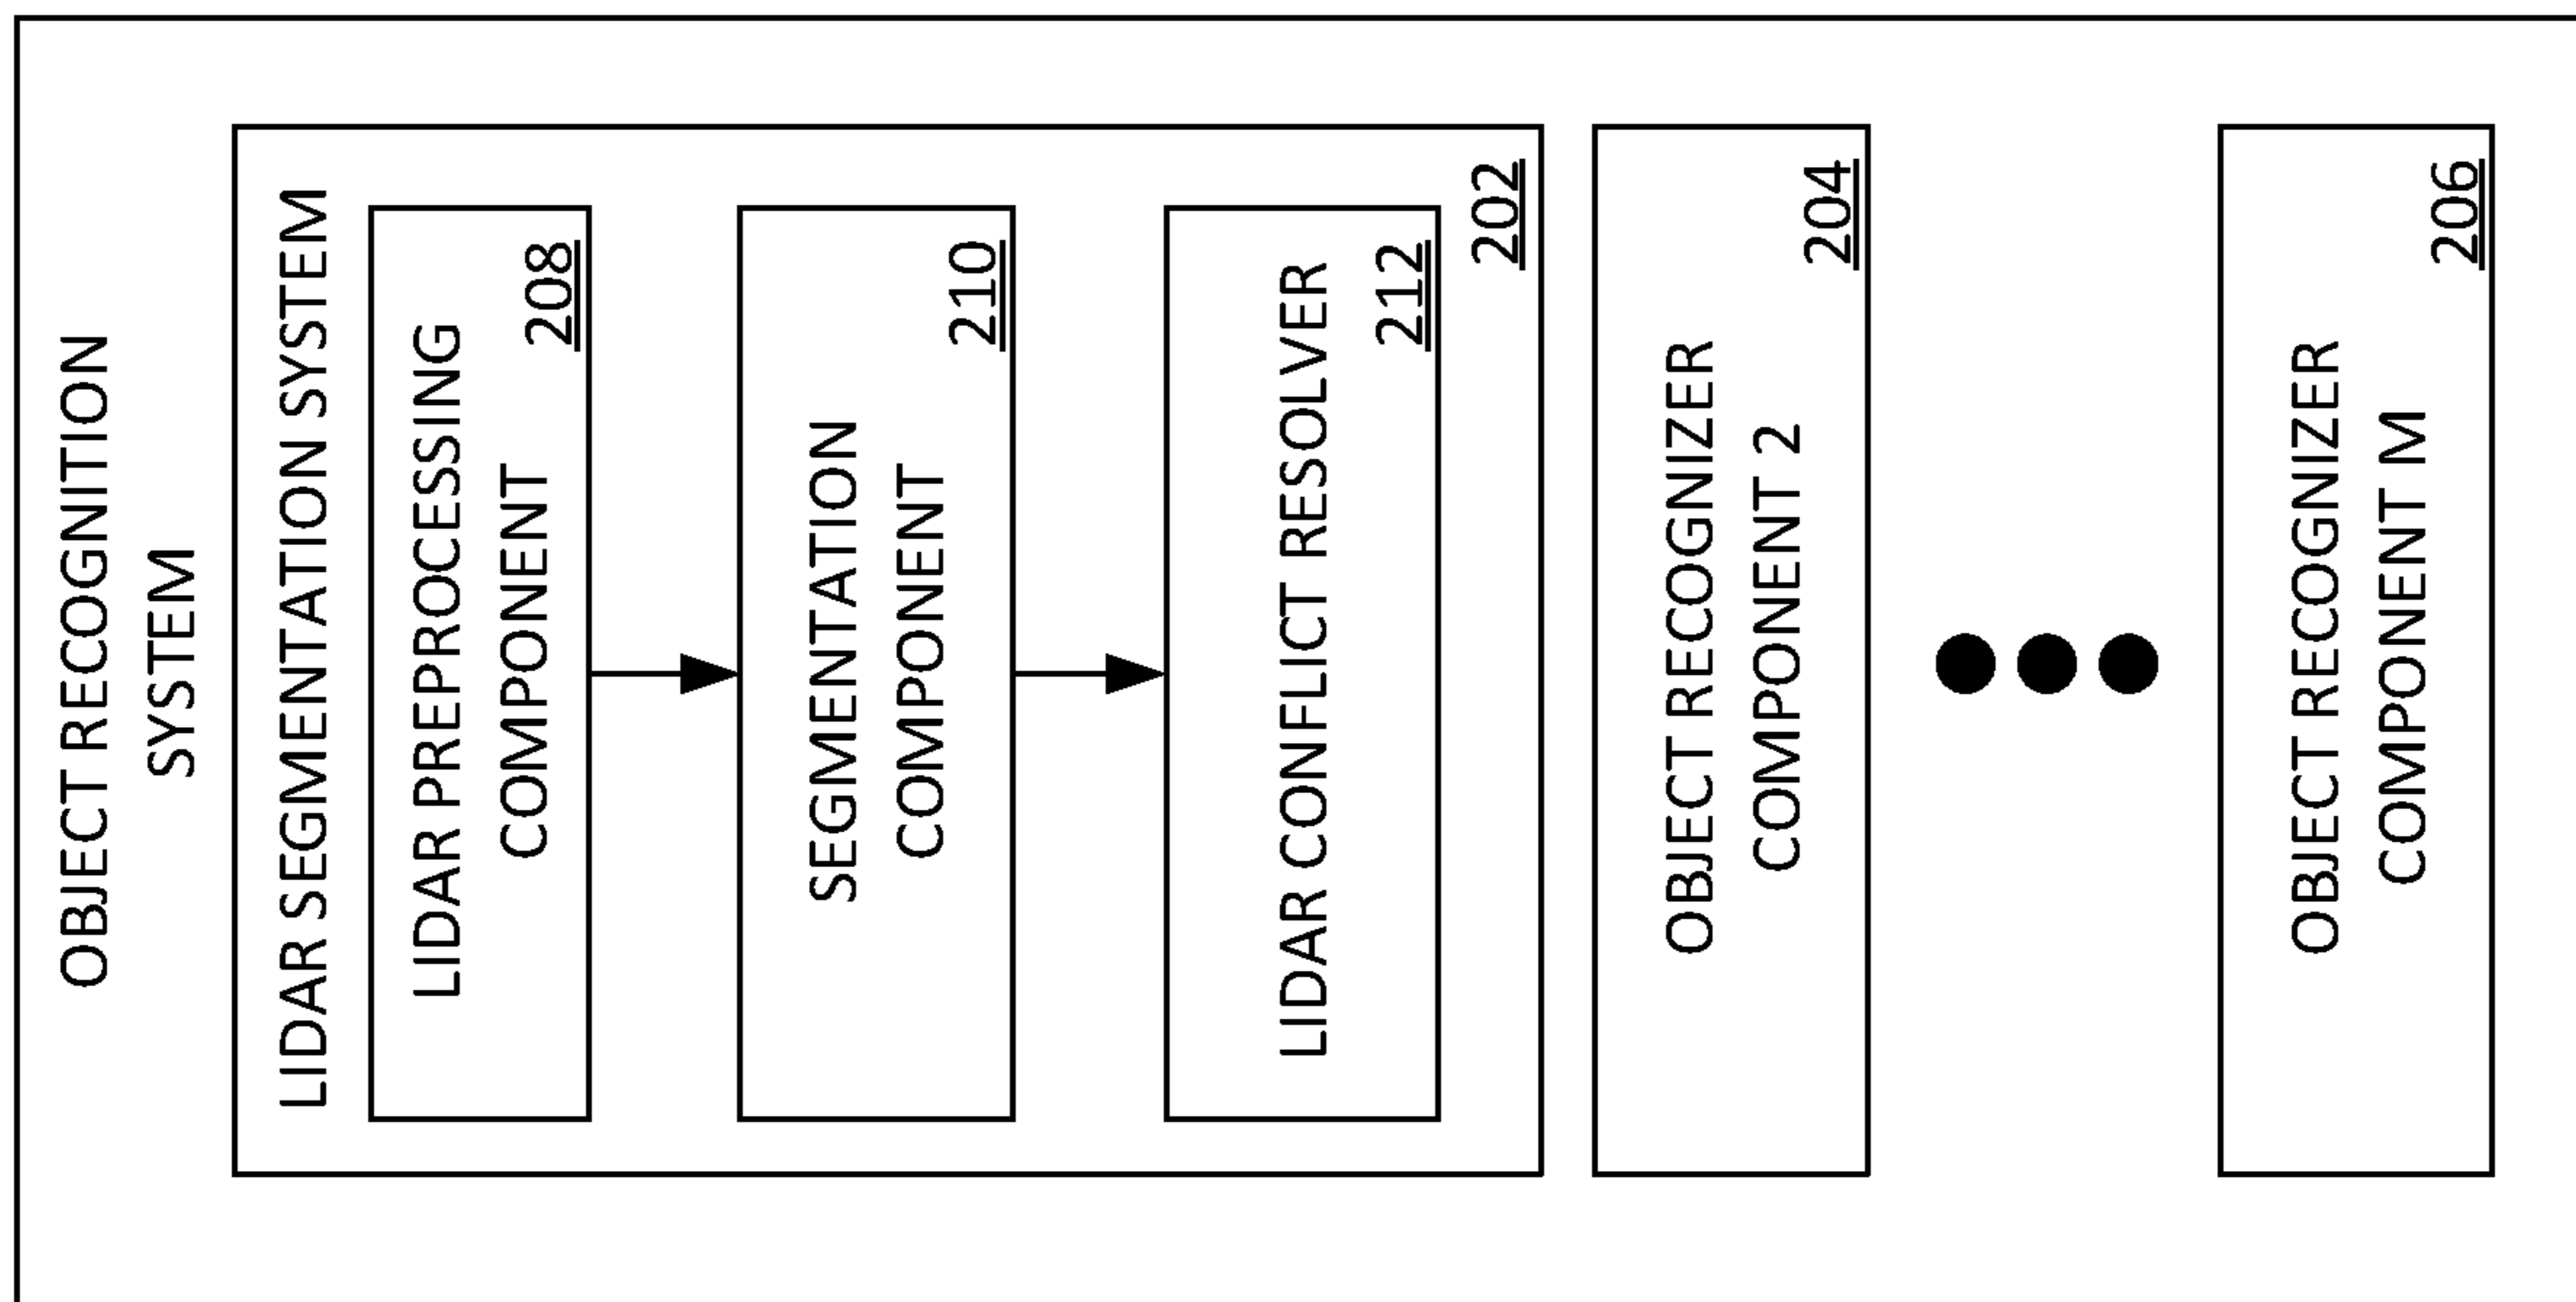 OBJECT RECOGNITION
SYSTEM
LIDAR SEGMENTATION SYSTEM
LIDAR PREPROCESSING
COMPONENT
208
SEGMENTATION
COMPONENT
210
LIDAR CONFLICT RESOLVER
212
202
OBJECT RECOGNIZER
COMPONENT 2
204
OBJECT RECOGNIZER
COMPONENT M
206